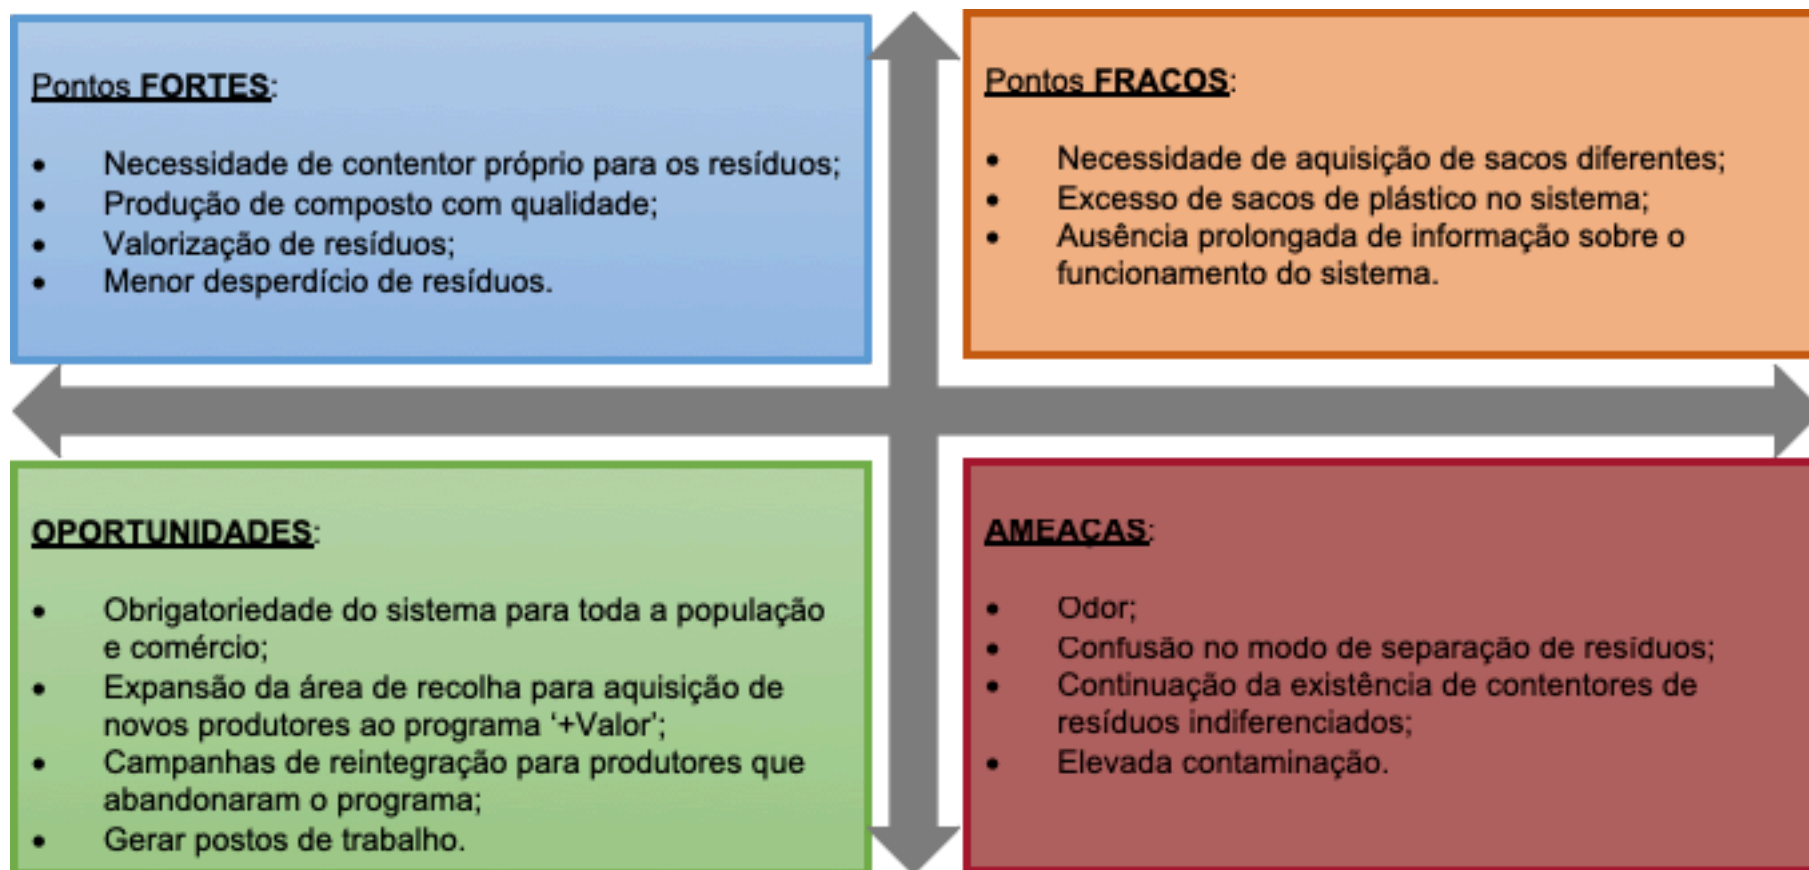 Pontos FORTES:
• Necessidade de contentor próprio para os resíduos;
• Produção de composto com qualidade;
• Valorização de resíduos;
• Menor desperdício de resíduos.
Pontos FRACOS:
• Necessidade de aquisição de sacos diferentes;
• Excesso de sacos de plástico no sistema;
• Ausência prolongada de informação sobre o
funcionamento do sistema.
OPORTUNIDADES:
• Obrigatoriedade do sistema para toda a população
e comércio;
• Expansão da área de recolha para aquisição de
novos produtores ao programa ‘+Valor’;
• Campanhas de reintegração para produtores que
abandonaram o programa;
• Gerar postos de trabalho.
AMEAÇAS:
• Odor;
• Confusão no modo de separação de resíduos;
• Continuação da existência de contentores de
resíduos indiferenciados;
• Elevada contaminação.